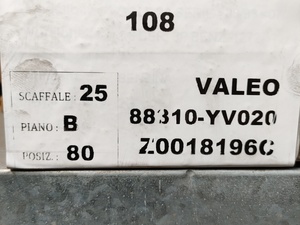 108
SCAFFALE : 25
PIANO : B
POSIZ. : 80
VALEO
88310-YV020
Z0018196C